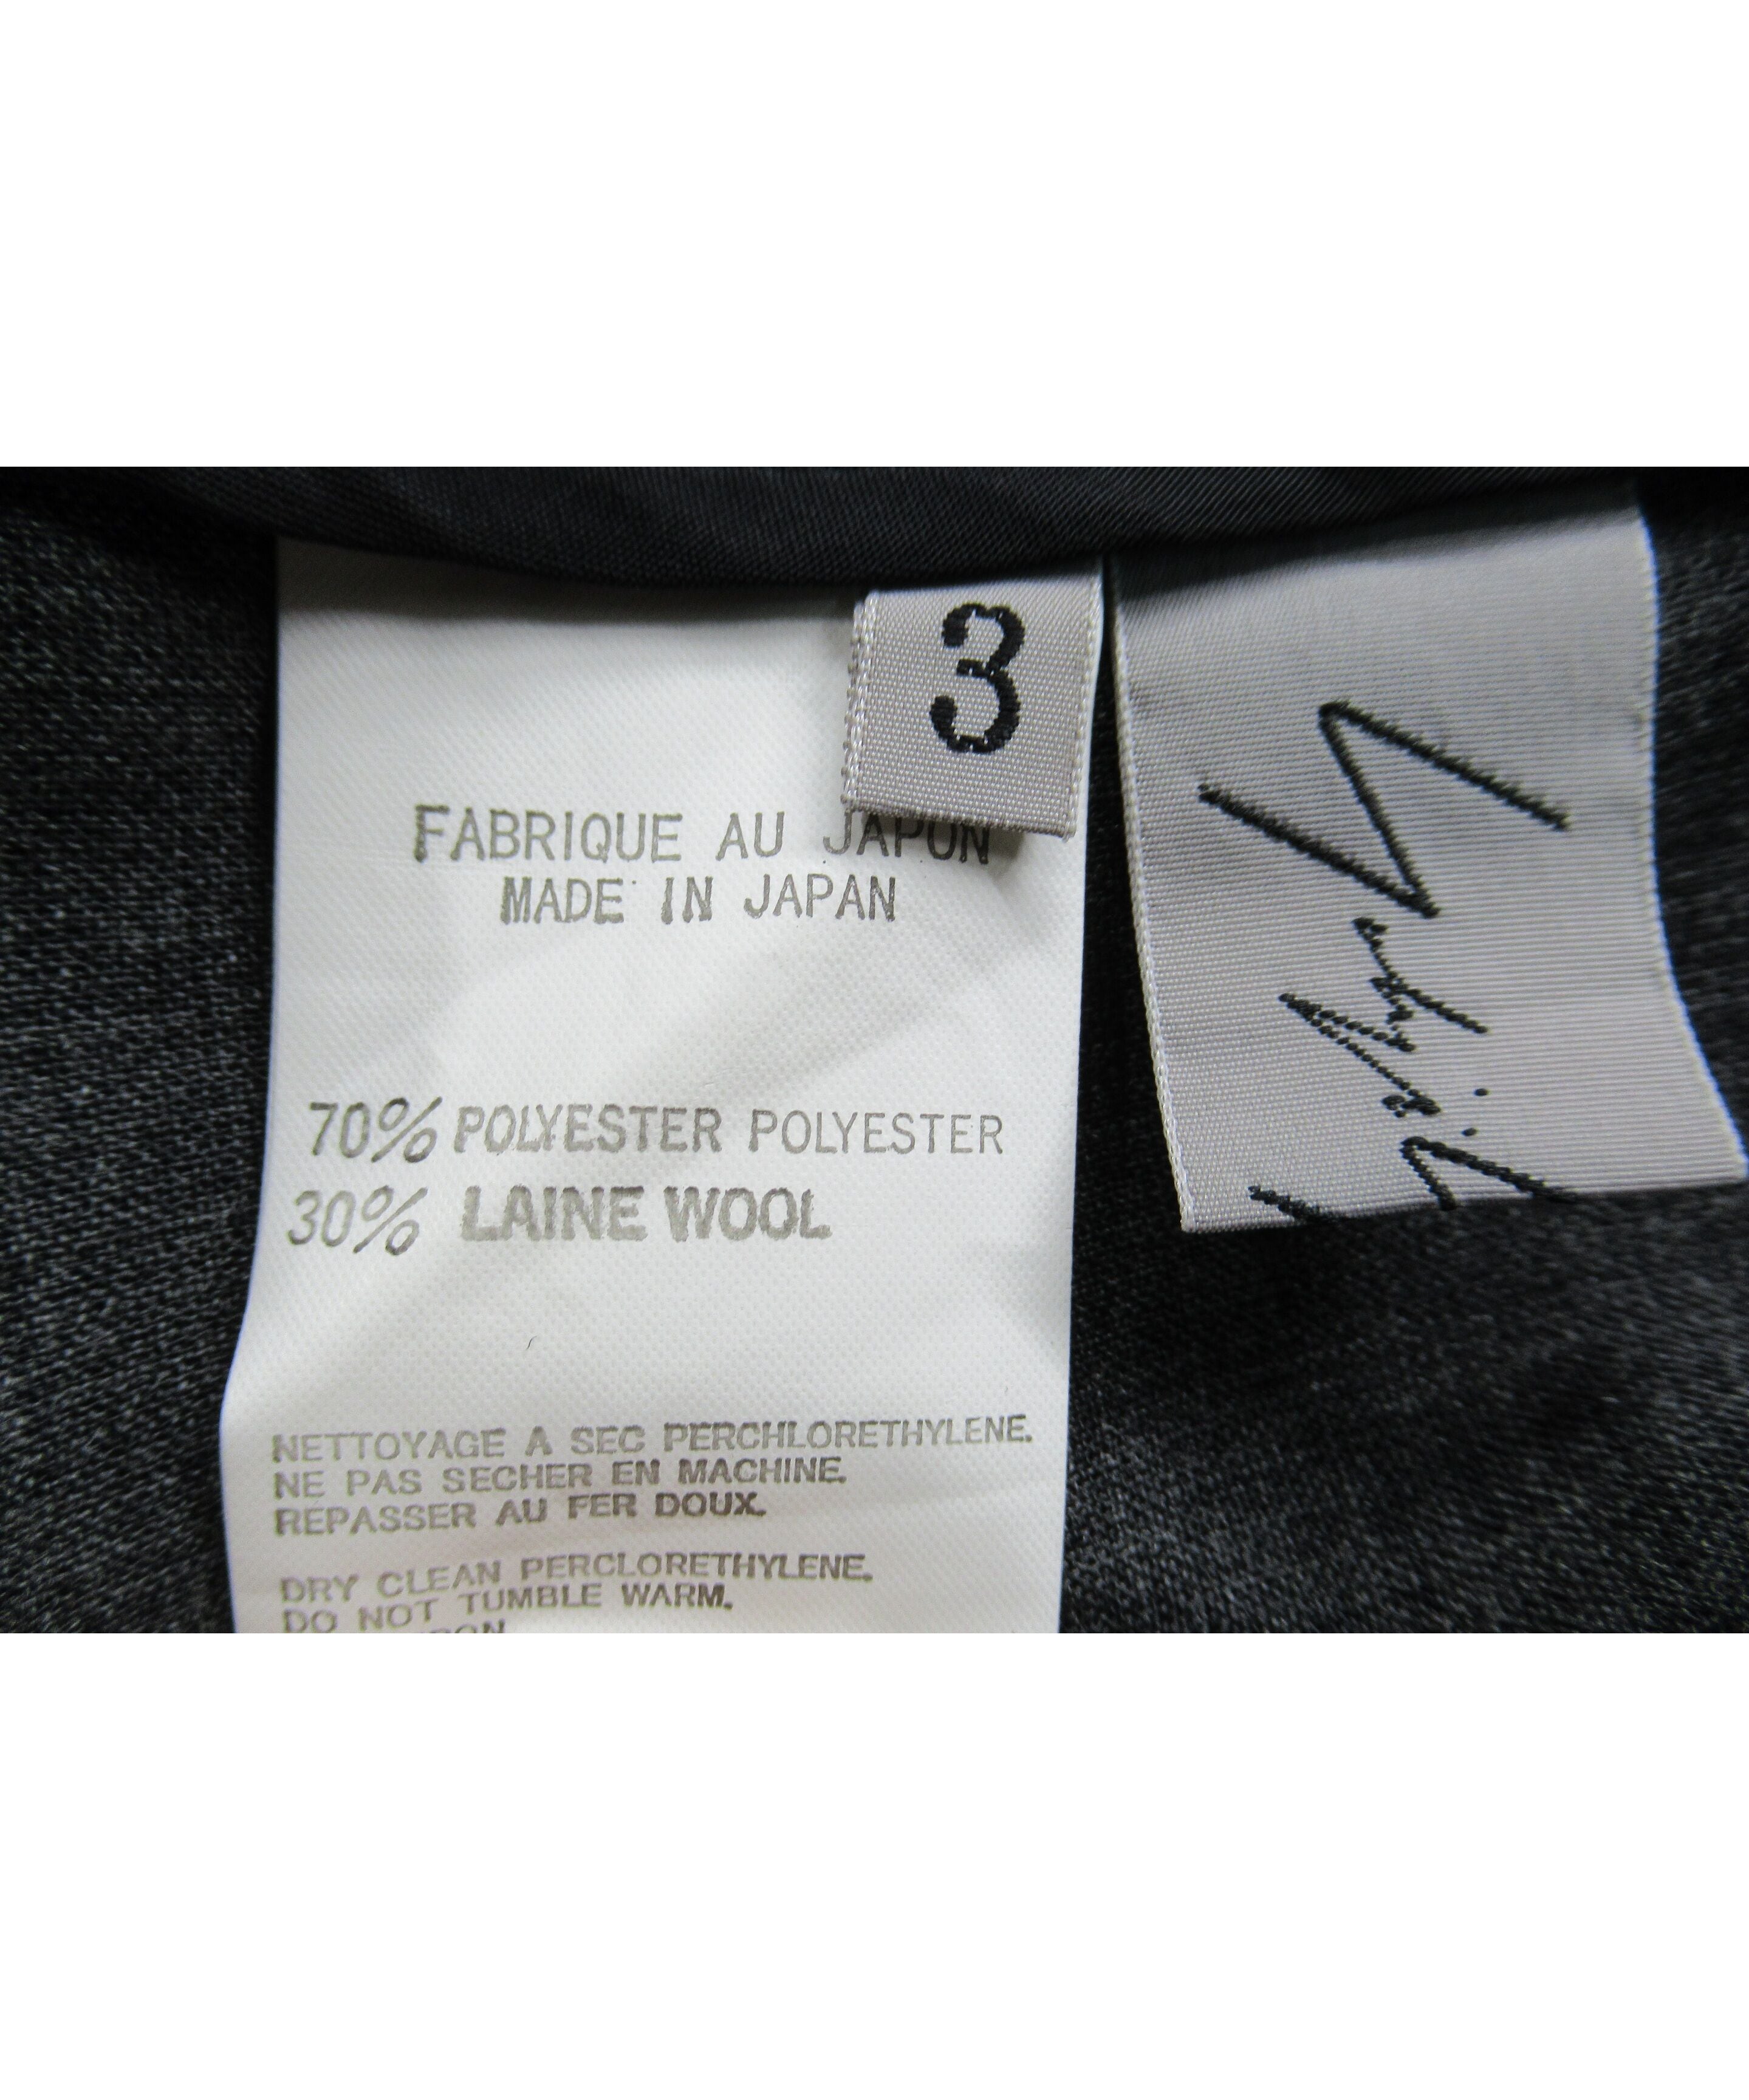 3
FABRIQUE AU JAPON
MADE IN JAPAN
70% POLYESTER POLYESTER
30% LAINE WOOL
NETTOYAGE A SEC PERCHLORETHYLENE.
NE PAS SECHER EN MACHINE.
REPASSER AU FER DOUX.
DRY CLEAN PERCLORETHYLENE.
DO NOT TUMBLE WARM.